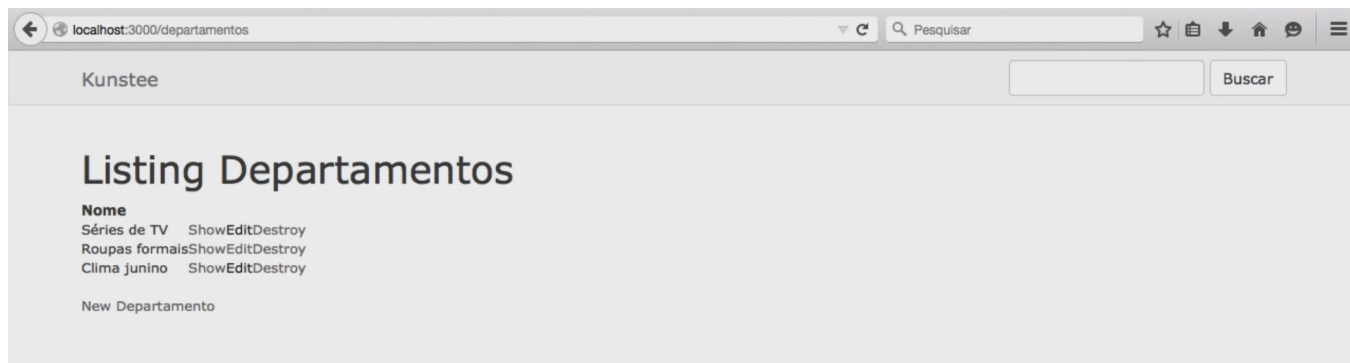 localhost:3000/departamentos
Pesquisar
Kunstee
Buscar
Listing Departamentos
Nome
Séries de TV ShowEditDestroy
Roupas formaisShowEditDestroy
Clima junino ShowEditDestroy
New Departamento